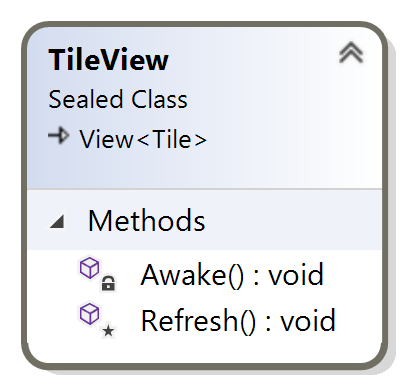 TileView
Sealed Class
View<Tile>
Methods
Awake() : void
Refresh() : void